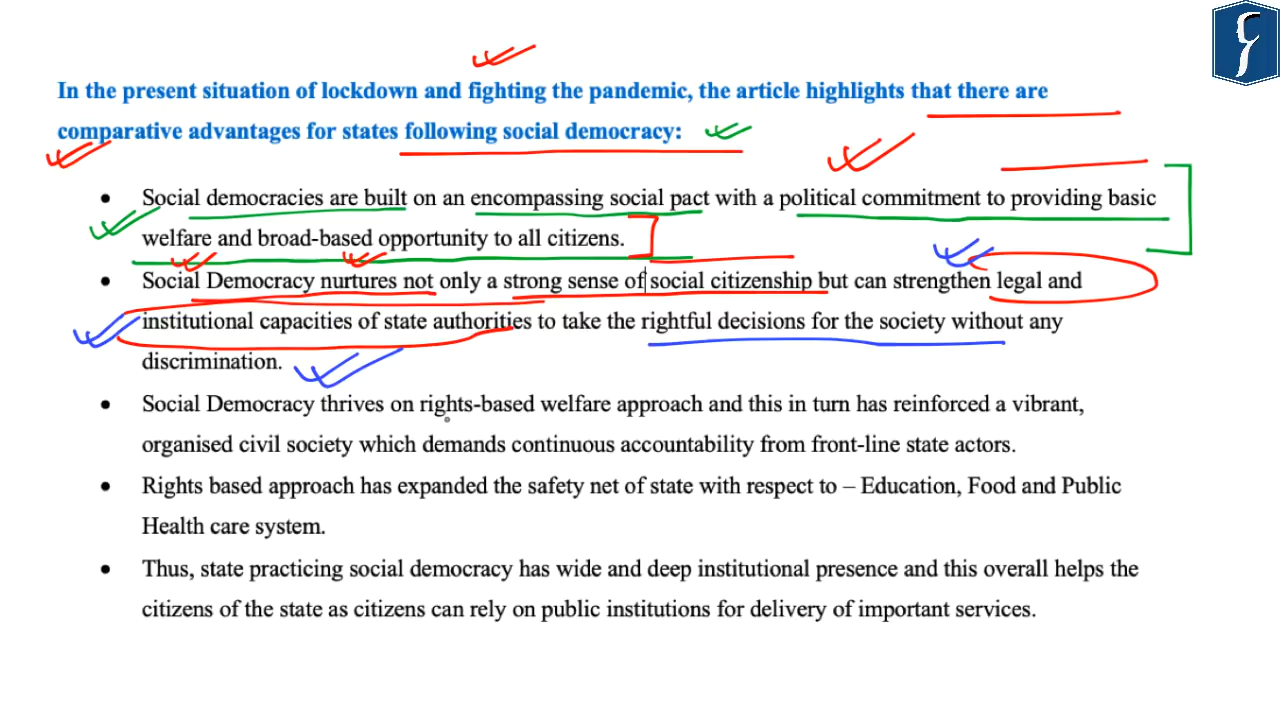 In the present situation of lockdown and fighting the pandemic, the article highlights that there are
comparative advantages for states following social democracy:
• Social democracies are built on an encompassing social pact with a political commitment to providing basic
welfare and broad-based opportunity to all citizens.
• Social Democracy nurtures not only a strong sense of social citizenship but can strengthen legal and
institutional capacities of state authorities to take the rightful decisions for the society without any
discrimination.
• Social Democracy thrives on rights-based welfare approach and this in turn has reinforced a vibrant,
organised civil society which demands continuous accountability from front-line state actors.
• Rights based approach has expanded the safety net of state with respect to – Education, Food and Public
Health care system.
• Thus, state practicing social democracy has wide and deep institutional presence and this overall helps the
citizens of the state as citizens can rely on public institutions for delivery of important services.